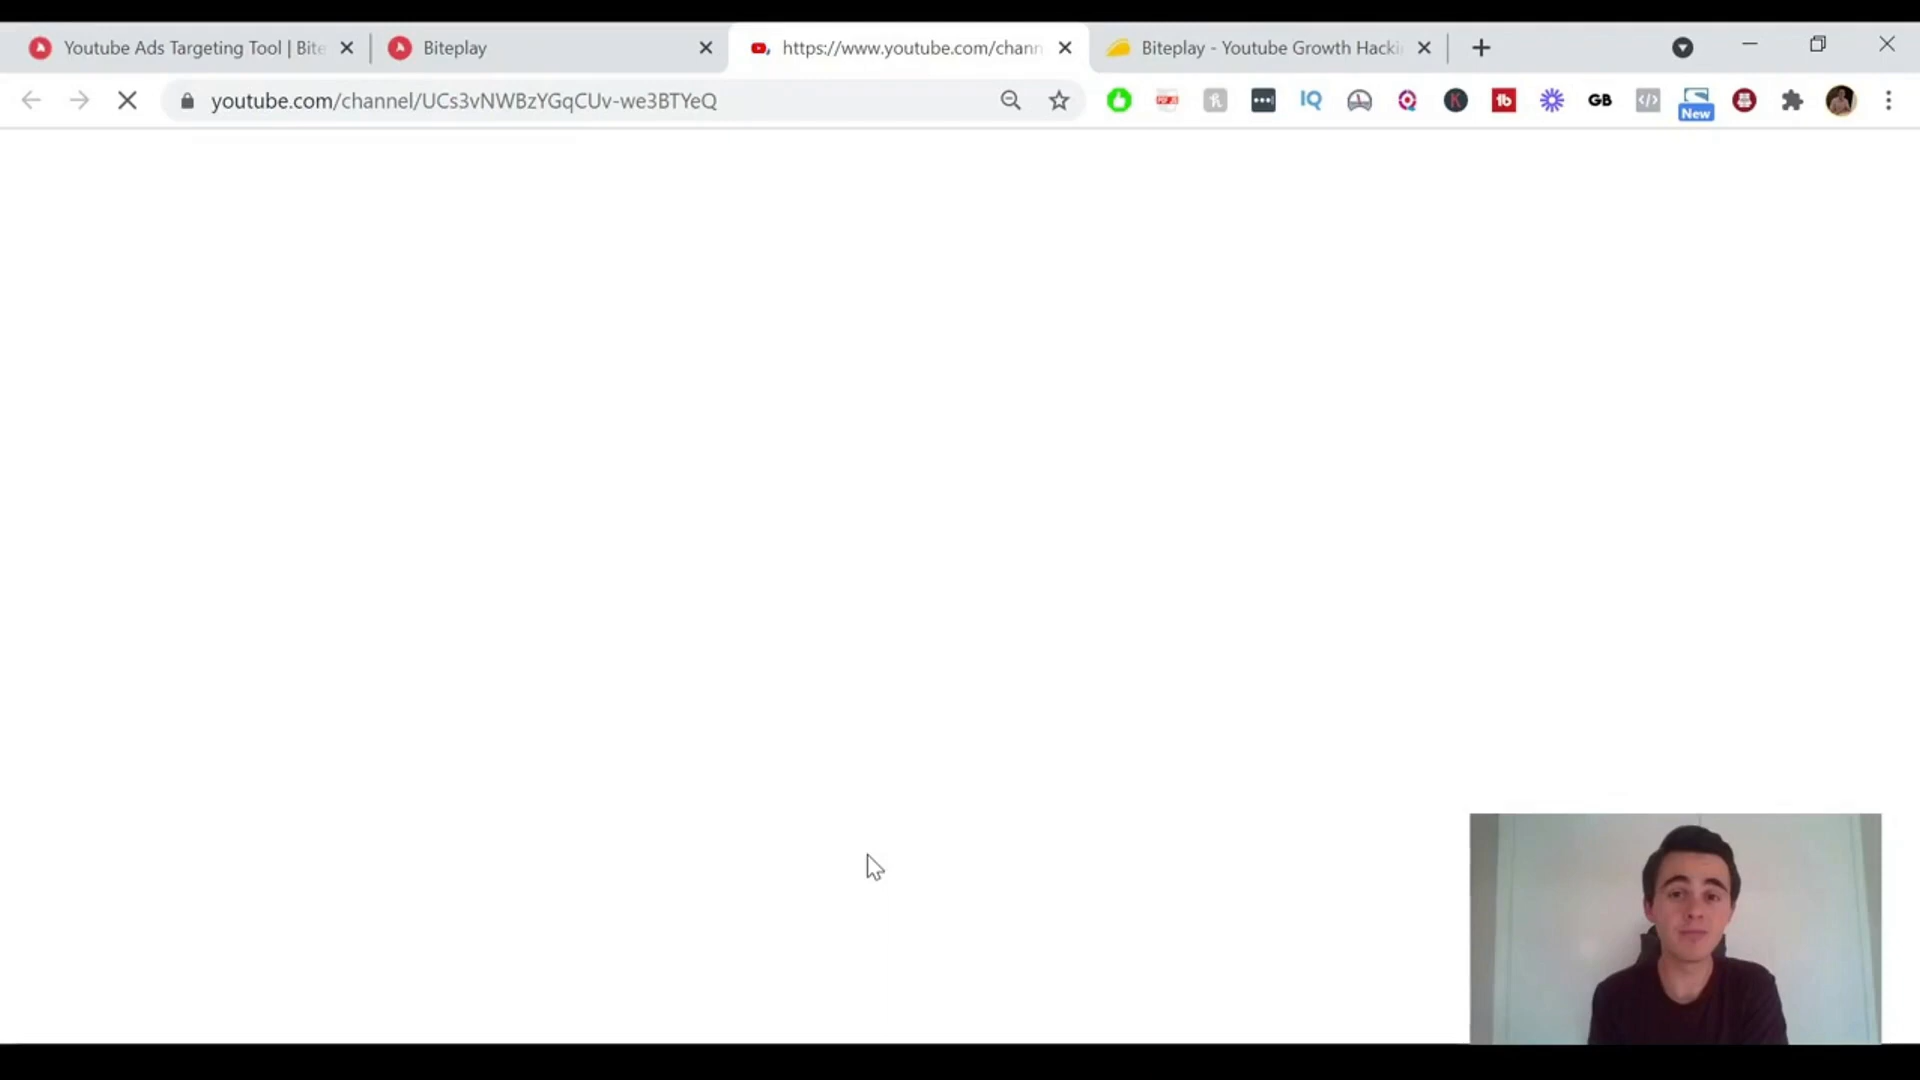 Youtube Ads Targeting Tool | Bite
Biteplay
https://www.youtube.com/chann
Biteplay - Youtube Growth Hacki
youtube.com/channel/UCs3vNWBzYGqCUv-we3BTYeQ
IQ
K
tb
GB
</>
New